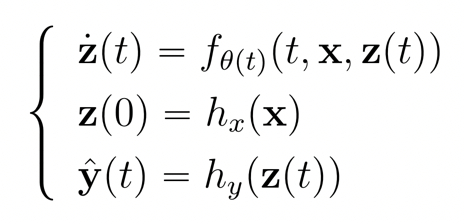 ż(t) = f_{θ(t)}(t, x, z(t))
z(0) = h_x(x)
ŷ(t) = h_y(z(t))